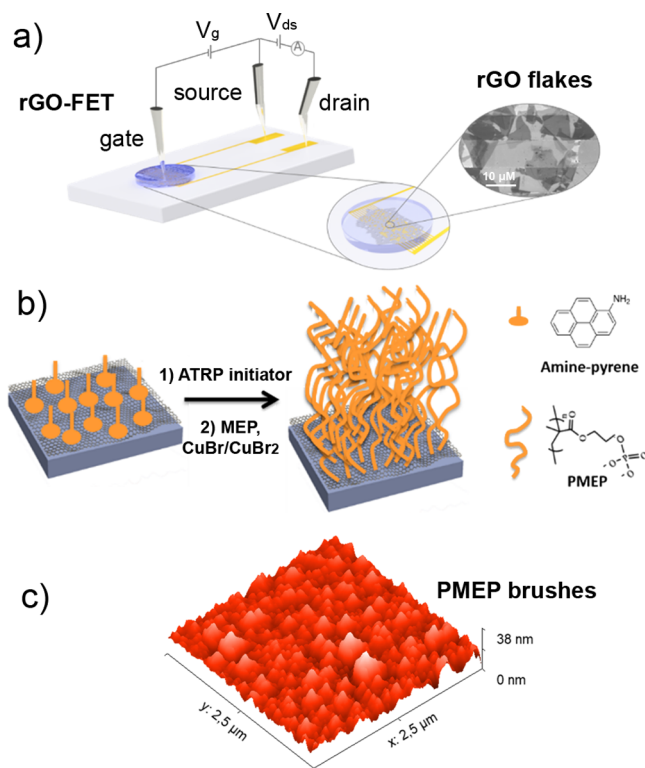 a)
Vg
Vds
A
rGO-FET
source
drain
gate
rGO flakes
10 µM
b)
1) ATRP initiator
2) MEP,
CuBr/CuBr2
NH2
Amine-pyrene
n
O
O
O
P
O
-O
O-
PMEP
c)
PMEP brushes
38 nm
0 nm
y: 2,5 µm
x: 2,5 µm